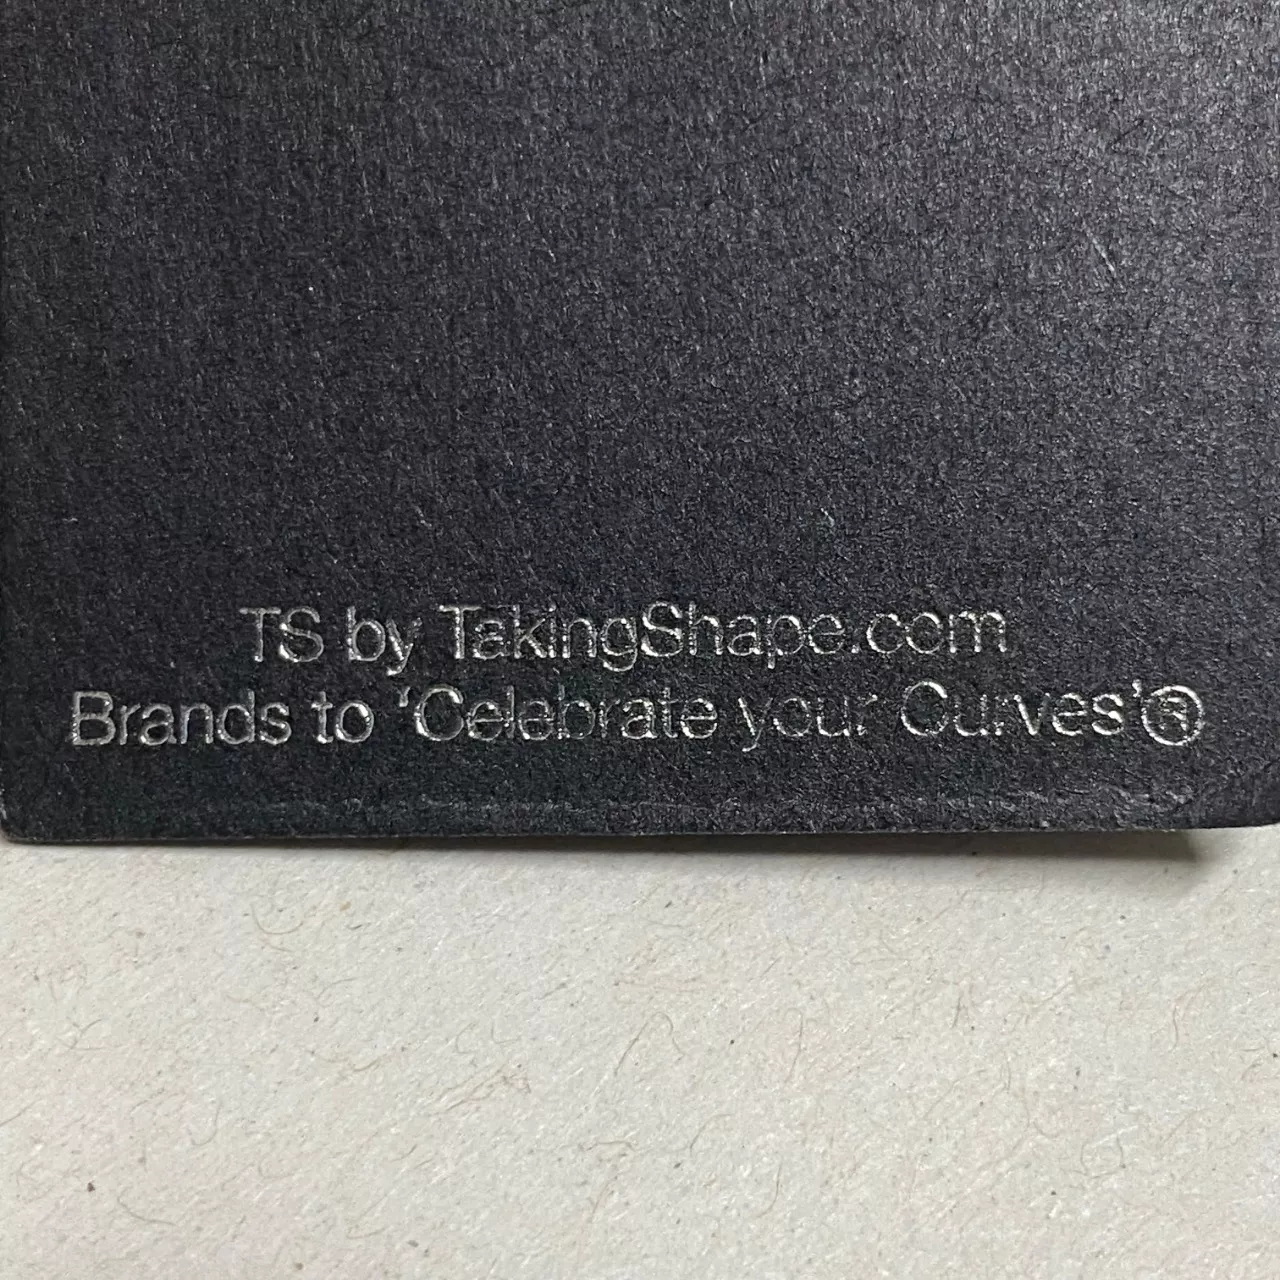 TS by TakingShape.com
Brands to ‘Celebrate your Curves’®